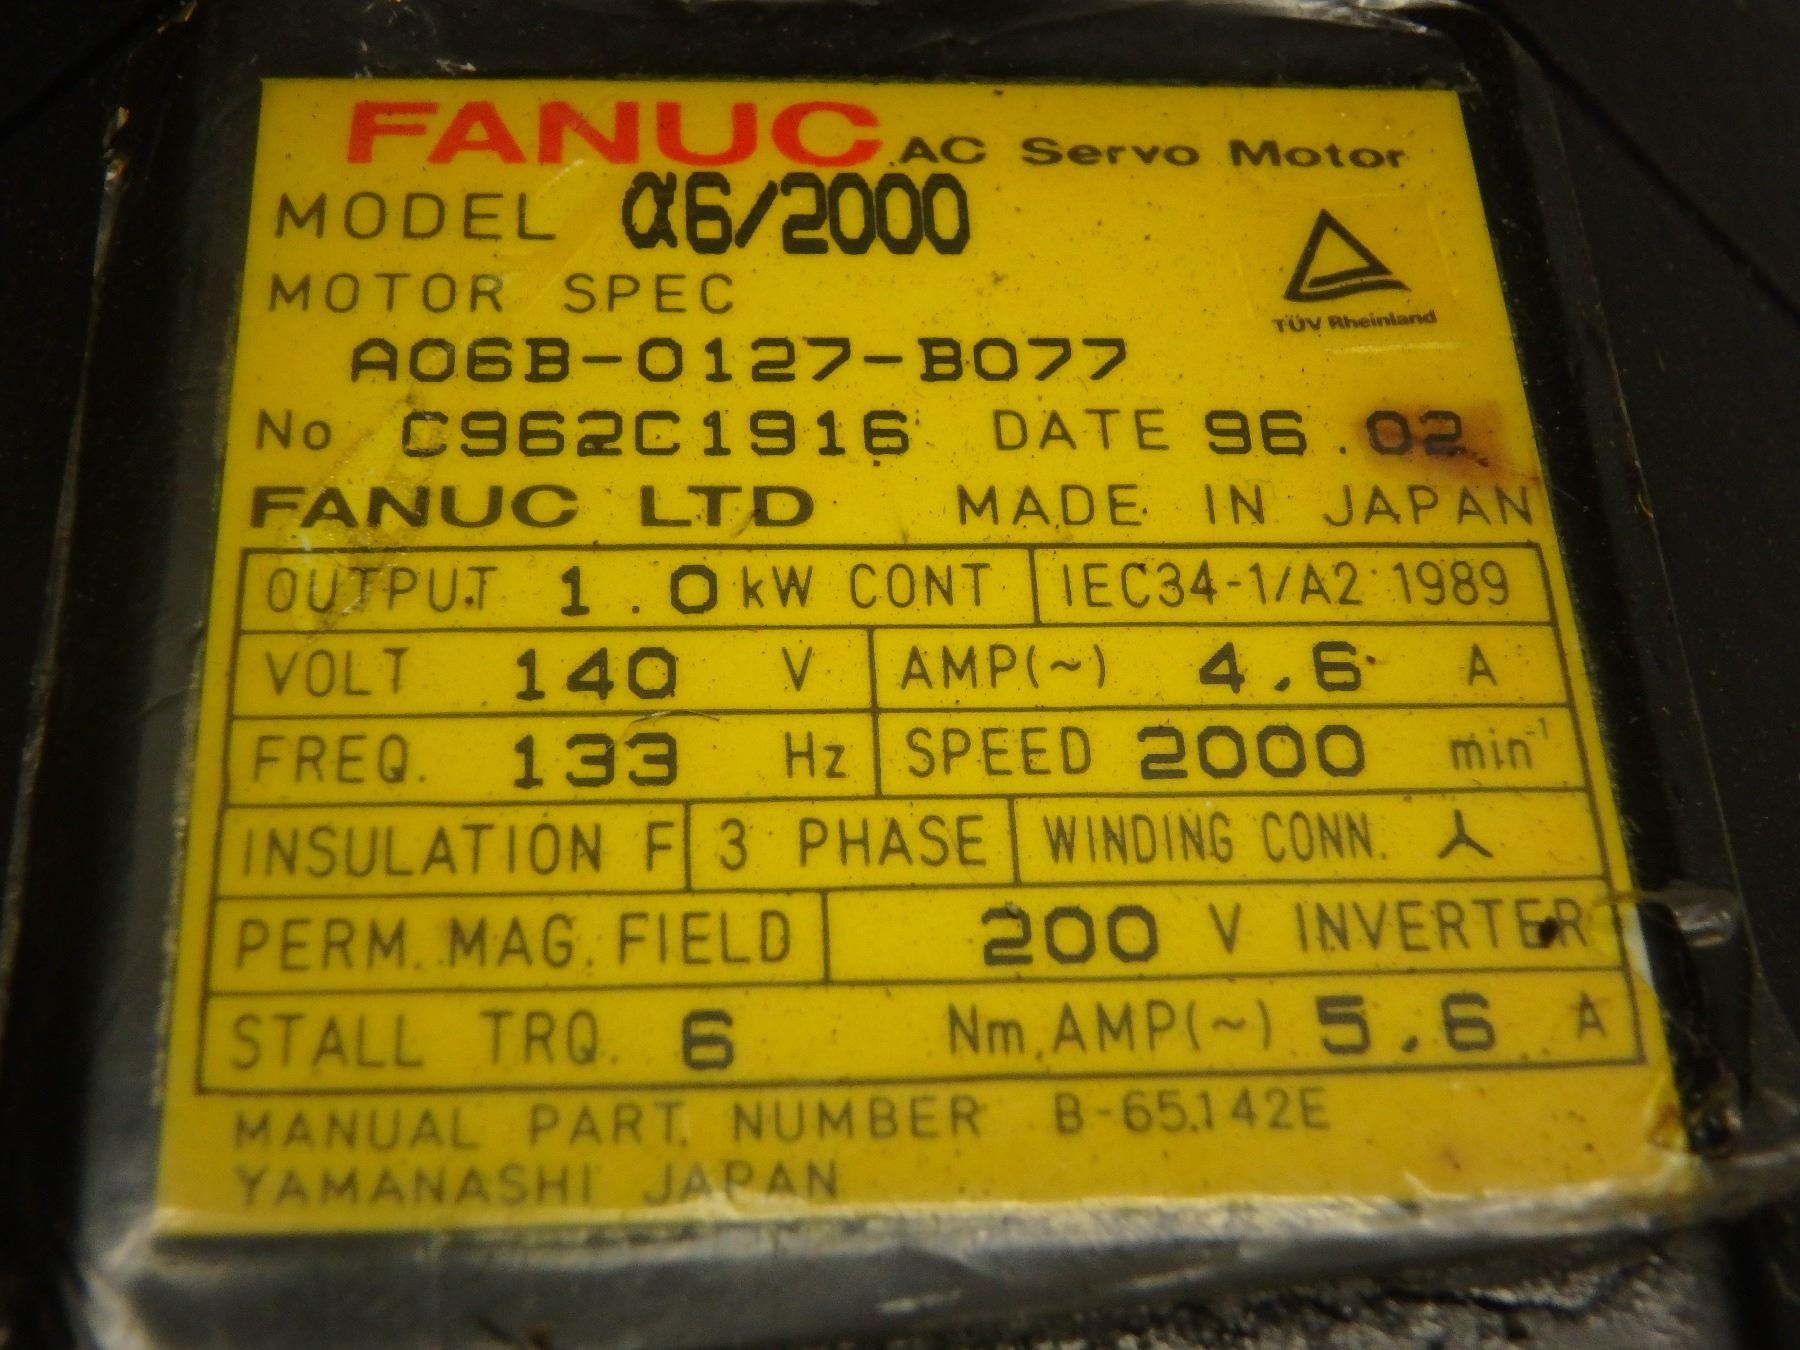 FANUC AC Servo Motor
MODEL α6/2000
MOTOR SPEC
TÜV Rheinland
A06B-0127-B077
No C962C1916 DATE 96.02
FANUC LTD MADE IN JAPAN
OUTPUT 1.0 kW CONT IEC34-1/A2 1989
VOLT 140 V AMP(~) 4.6 A
FREQ. 133 Hz SPEED 2000 min⁻¹
INSULATION F 3 PHASE WINDING CONN.
PERM. MAG. FIELD 200 V INVERTER
STALL TRQ. 6 Nm AMP(~) 5.6 A
MANUAL PART NUMBER B-65142E
YAMANASHI JAPAN